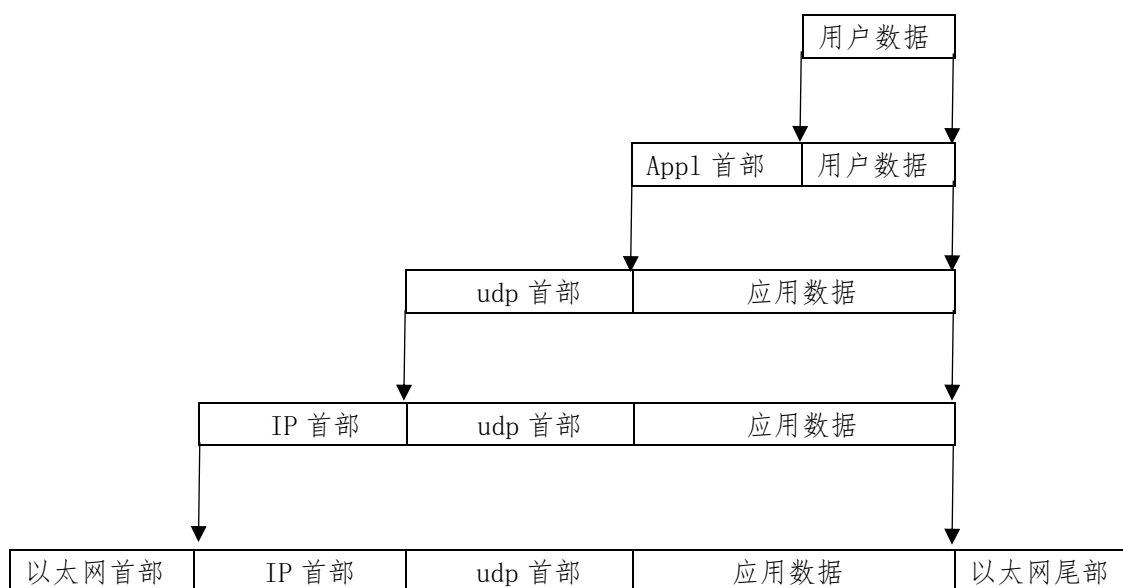 用户数据
Appl 首部 用户数据
udp 首部 应用数据
IP 首部 udp 首部 应用数据
以太网首部 IP 首部 udp 首部 应用数据 以太网尾部